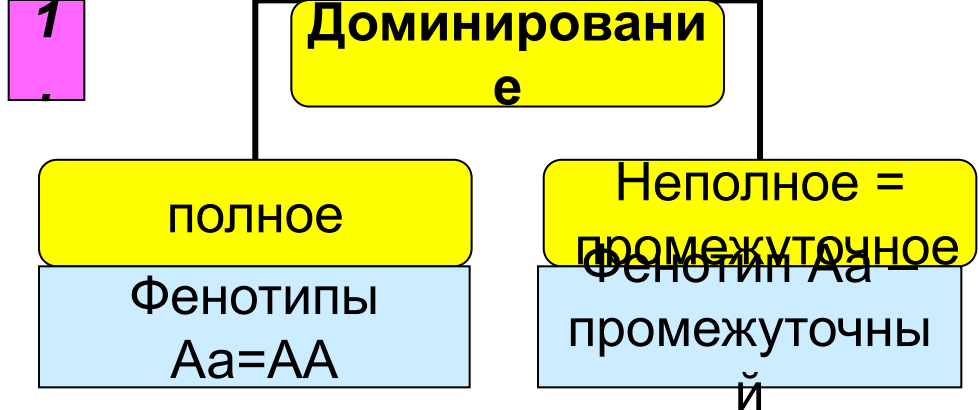 1
.
Доминировани
е
полное
Фенотипы
Аа=АА
Неполное =
промежуточное
Фенотип Аа –
промежуточны
й